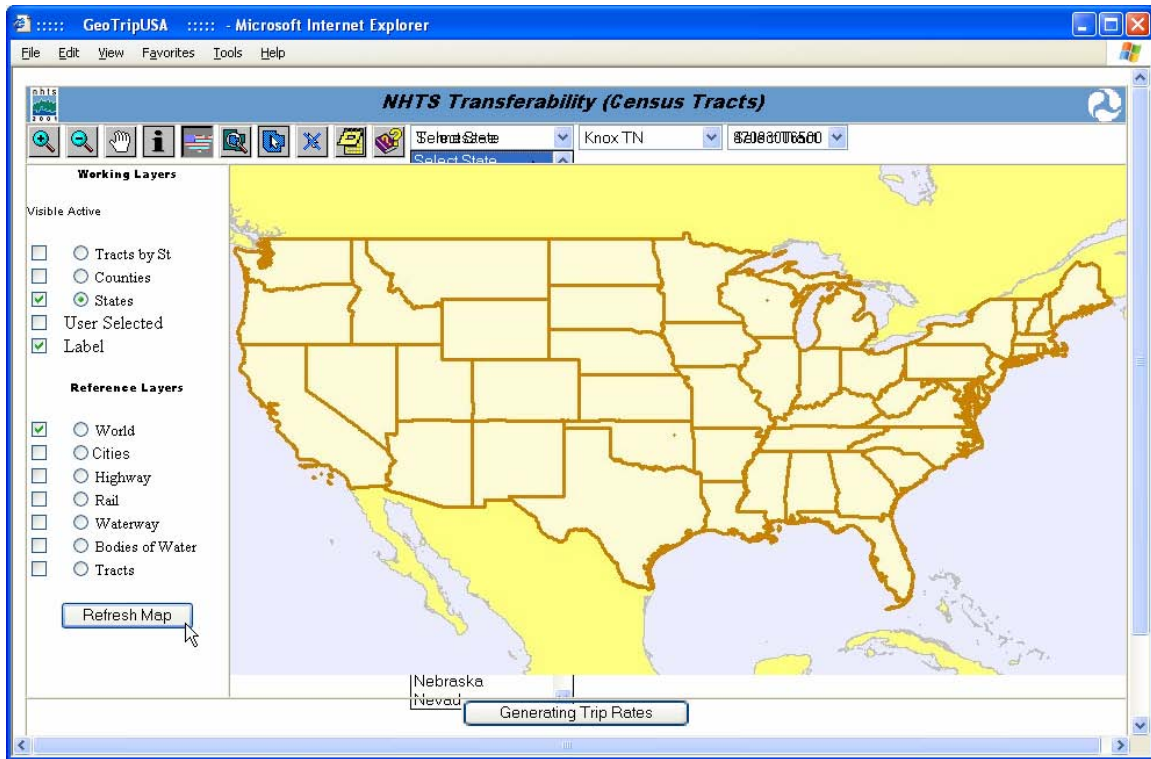 ::::: GeoTripUSA ::::: - Microsoft Internet Explorer
File Edit View Favorites Tools Help
nhts
2001
NHTS Transferability (Census Tracts)
Knox TN
Select State
Working Layers
Visible Active
Tracts by St
Counties
States
User Selected
Label
Reference Layers
World
Cities
Highway
Rail
Waterway
Bodies of Water
Tracts
Refresh Map
Nebraska
Generating Trip Rates